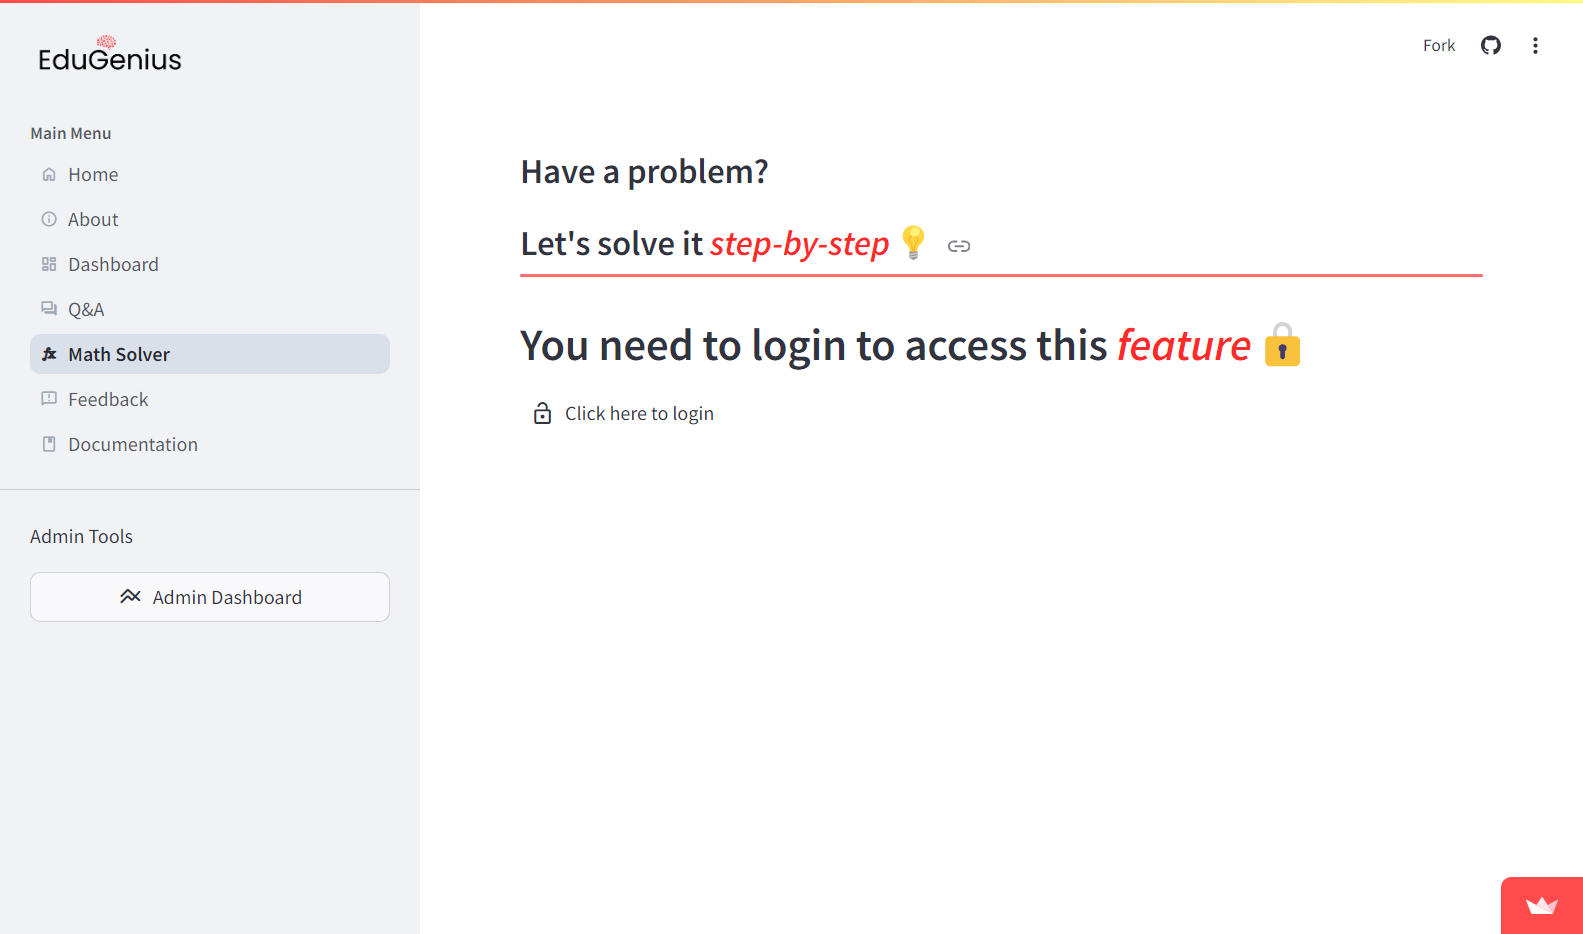 EduGenius
Main Menu
Home
About
Dashboard
Q&A
Math Solver
Feedback
Documentation
Admin Tools
Admin Dashboard
Fork
Have a problem?
Let's solve it step-by-step
You need to login to access this feature
Click here to login